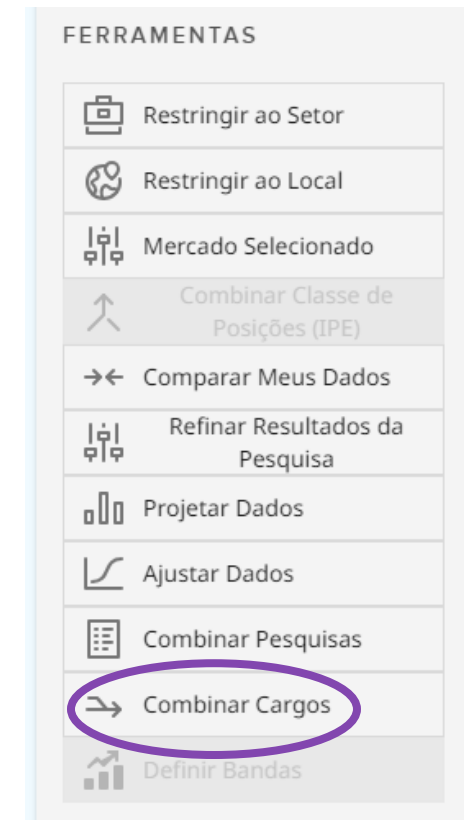 FERRAMENTAS
Restringir ao Setor
Restringir ao Local
Mercado Selecionado
Combinar Classe de
Posições (IPE)
Comparar Meus Dados
Refinar Resultados da
Pesquisa
Projetar Dados
Ajustar Dados
Combinar Pesquisas
Combinar Cargos
Definir Bandas